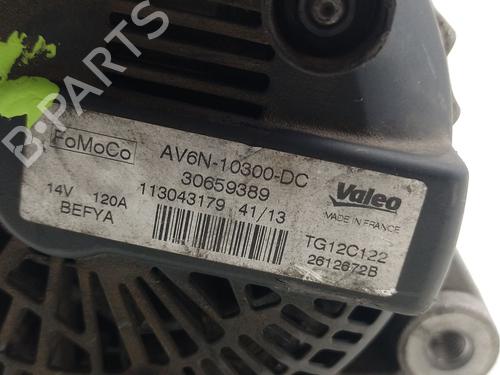 B-PARTS
FoMoCo
AV6N-10300-DC
30659389
113043179 41/13
14V 120A
BEFYA
Valeo
MADE IN FRANCE
TG12C122
2612672B